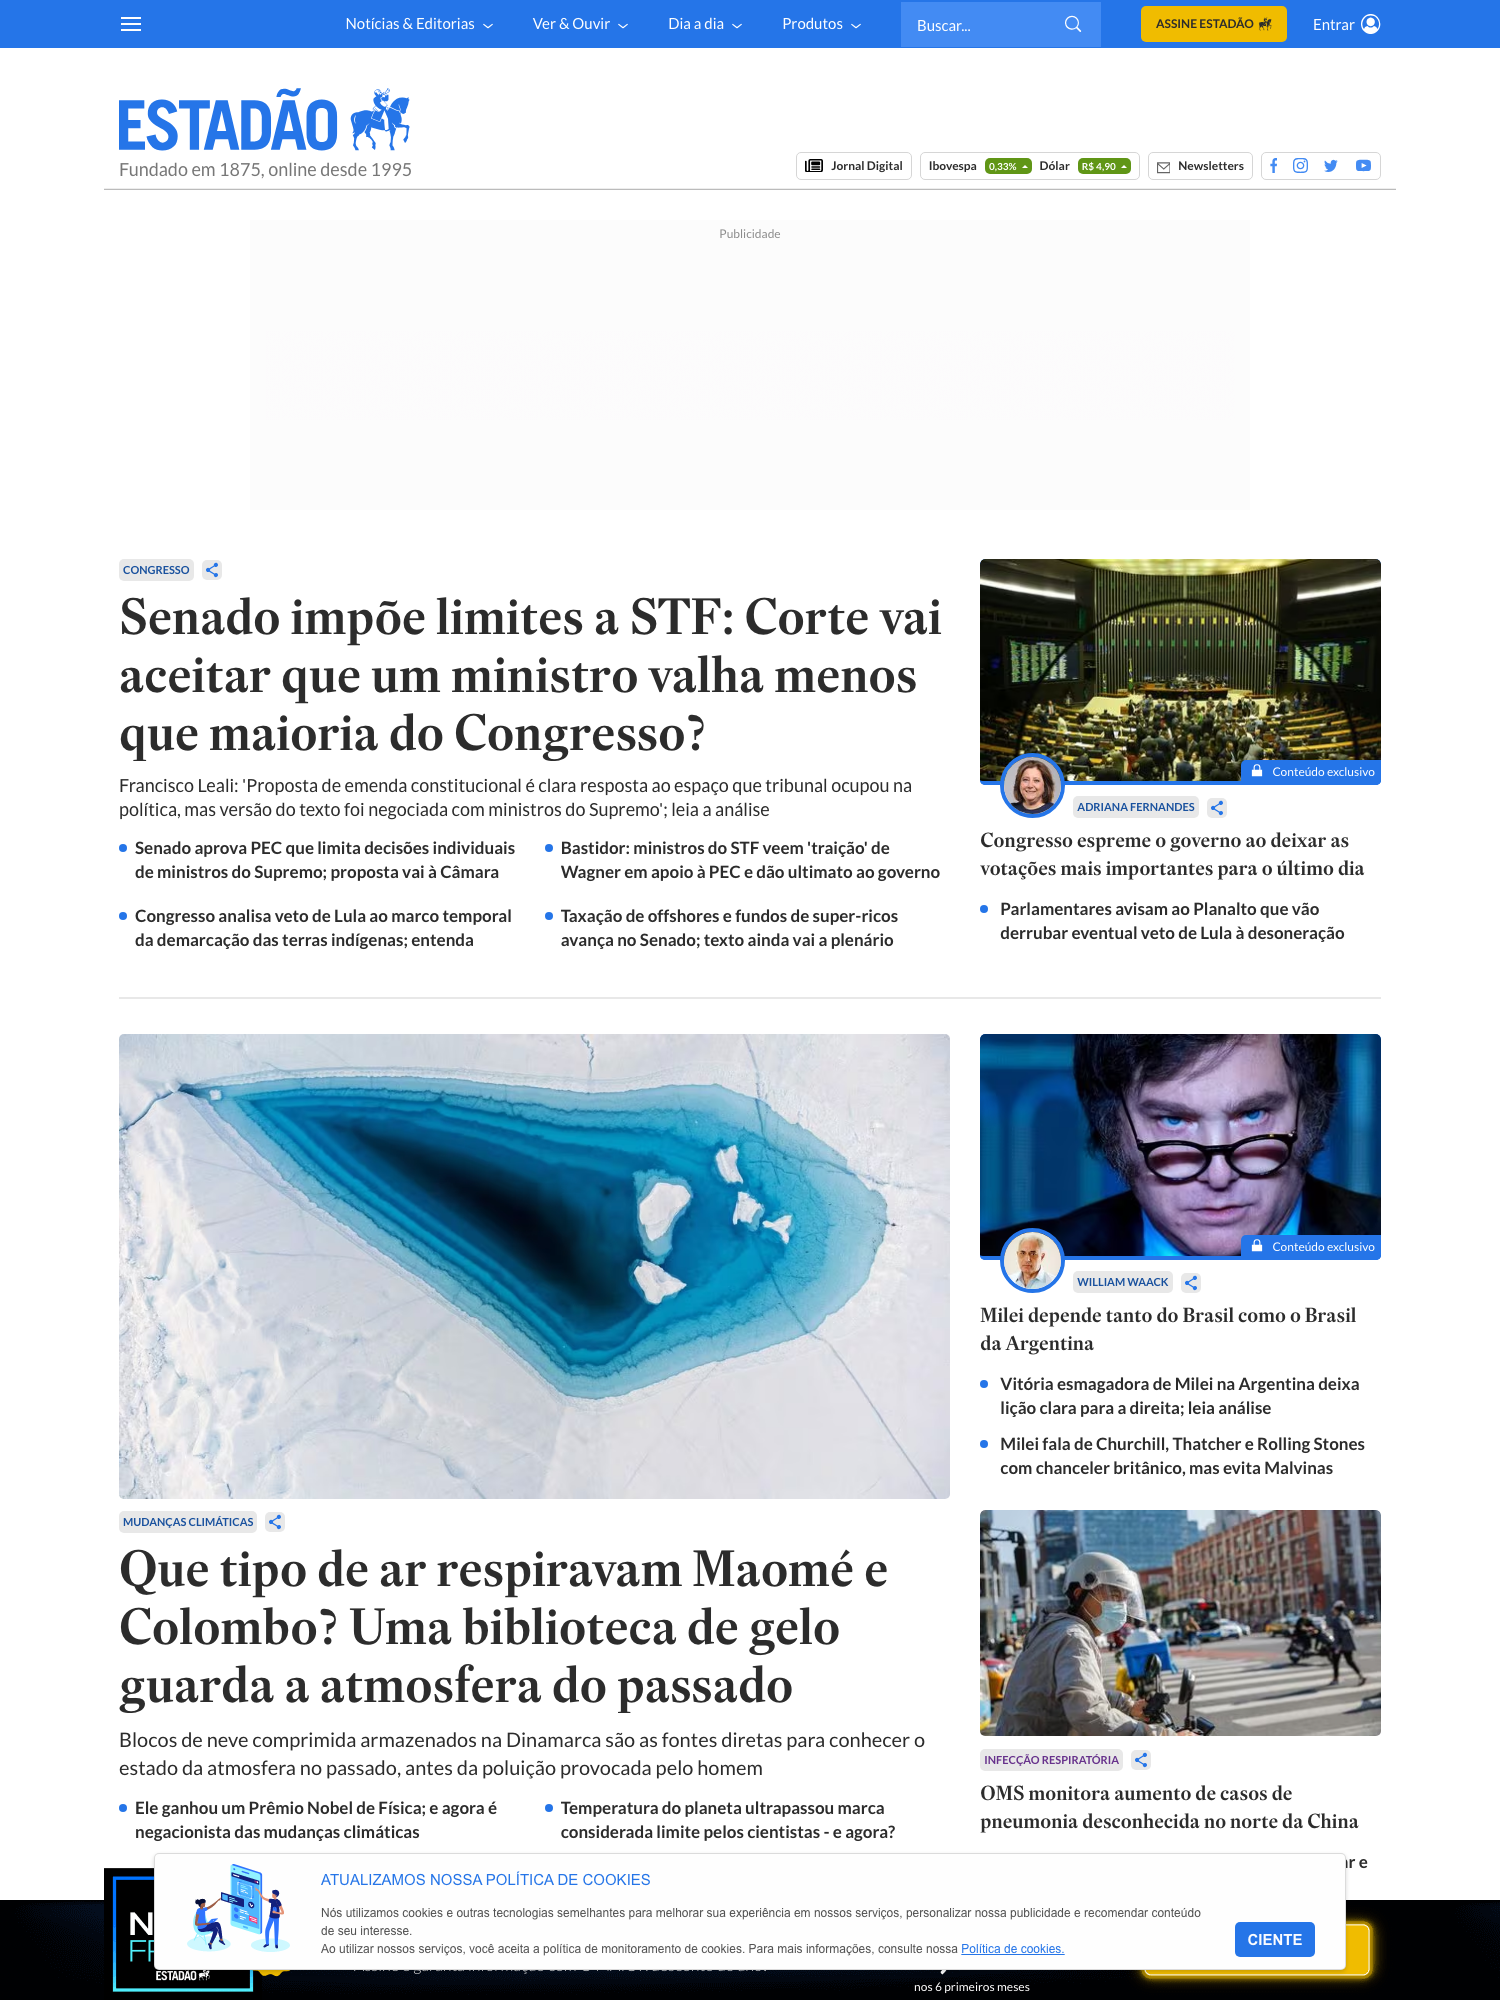 Notícias & Editorias
Ver & Ouvir
Dia a dia
Produtos
Buscar...
ASSINE ESTADÃO
Entrar
ESTADÃO
Fundado em 1875, online desde 1995
Jornal Digital
Ibovespa 0,33% Dólar R$ 4,90
Newsletters
Publicidade
CONGRESSO
Senado impõe limites a STF: Corte vai
aceitar que um ministro valha menos
que maioria do Congresso?
Francisco Leali: 'Proposta de emenda constitucional é clara resposta ao espaço que tribunal ocupou na
política, mas versão do texto foi negociada com ministros do Supremo'; leia a análise
Senado aprova PEC que limita decisões individuais
de ministros do Supremo; proposta vai à Câmara
Bastidor: ministros do STF veem 'traição' de
Wagner em apoio à PEC e dão ultimato ao governo
Congresso analisa veto de Lula ao marco temporal
da demarcação das terras indígenas; entenda
Taxação de offshores e fundos de super-ricos
avança no Senado; texto ainda vai a plenário
Conteúdo exclusivo
ADRIANA FERNANDES
Congresso espreme o governo ao deixar as
votações mais importantes para o último dia
Parlamentares avisam ao Planalto que vão
derrubar eventual veto de Lula à desoneração
MUDANÇAS CLIMÁTICAS
Que tipo de ar respiravam Maomé e
Colombo? Uma biblioteca de gelo
guarda a atmosfera do passado
Blocos de neve comprimida armazenados na Dinamarca são as fontes diretas para conhecer o
estado da atmosfera no passado, antes da poluição provocada pelo homem
Ele ganhou um Prêmio Nobel de Física; e agora é
negacionista das mudanças climáticas
Temperatura do planeta ultrapassou marca
considerada limite pelos cientistas - e agora?
Conteúdo exclusivo
WILLIAM WAACK
Milei depende tanto do Brasil como o Brasil
da Argentina
Vitória esmagadora de Milei na Argentina deixa
lição clara para a direita; leia análise
Milei fala de Churchill, Thatcher e Rolling Stones
com chanceler britânico, mas evita Malvinas
INFECÇÃO RESPIRATÓRIA
OMS monitora aumento de casos de
pneumonia desconhecida no norte da China
e
ATUALIZAMOS NOSSA POLÍTICA DE COOKIES
Nós utilizamos cookies e outras tecnologias semelhantes para melhorar sua experiência em nossos serviços, personalizar nossa publicidade e recomendar conteúdo
de seu interesse.
Ao utilizar nossos serviços, você aceita a política de monitoramento de cookies. Para mais informações, consulte nossa Política de cookies.
CIENTE
ESTADÃO
nos 6 primeiros meses